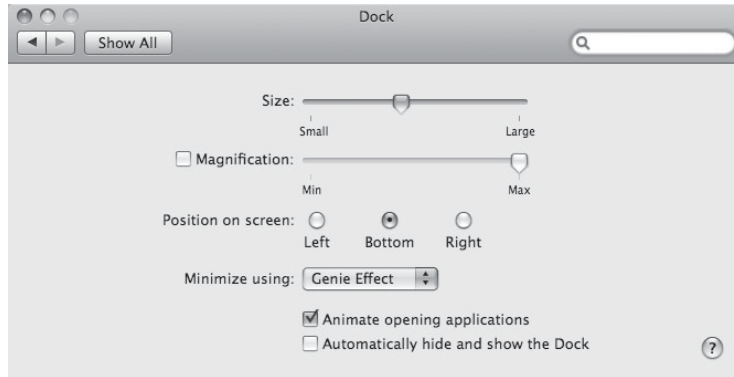 Dock
Show All
Size:
Small Large
Magnification:
Min Max
Position on screen:
Left Bottom Right
Minimize using: Genie Effect
Animate opening applications
Automatically hide and show the Dock
?